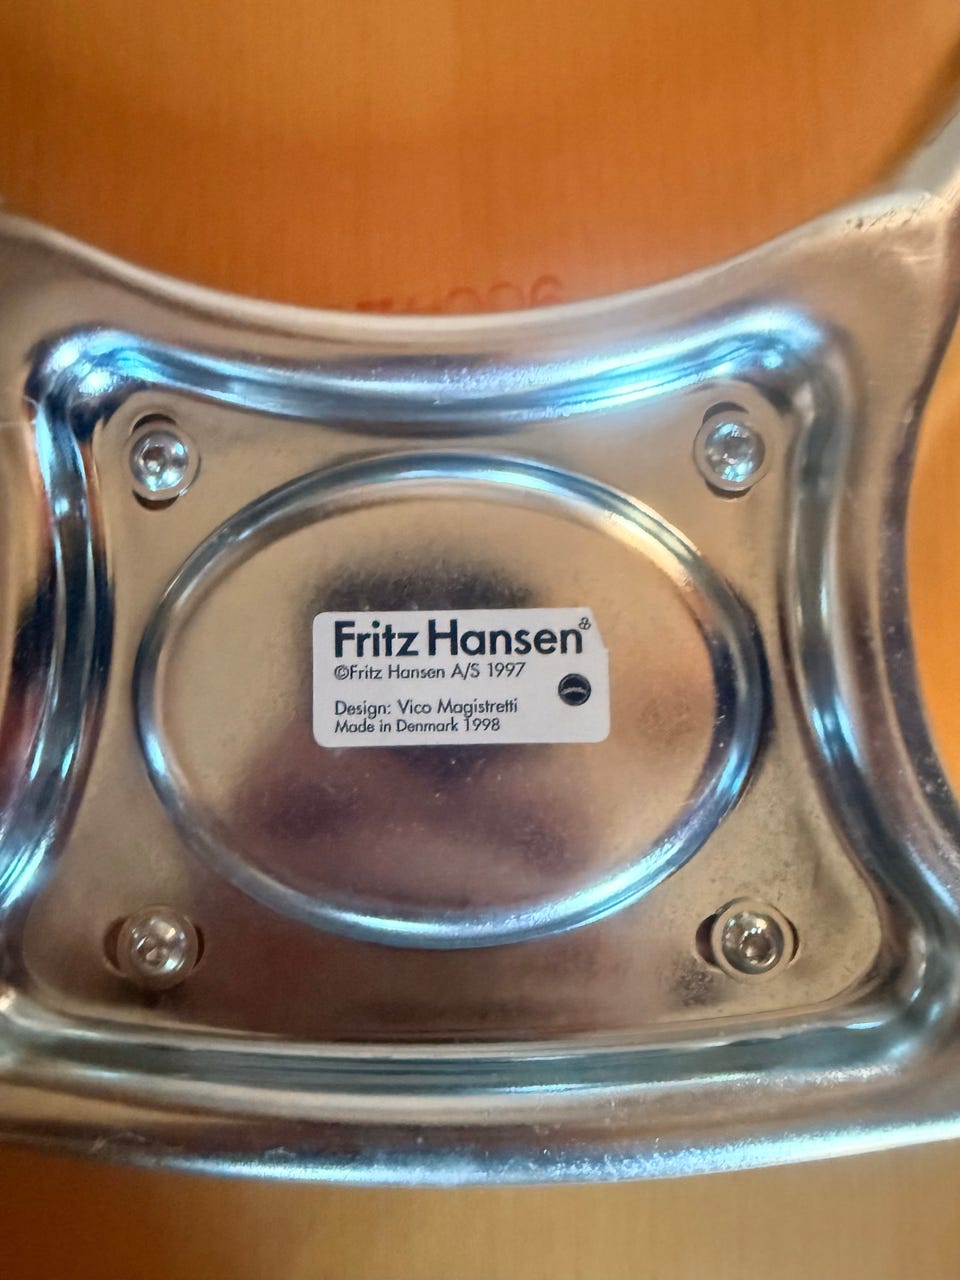 Fritz Hansen
©Fritz Hansen A/S 1997
Design: Vico Magistretti
Made in Denmark 1998